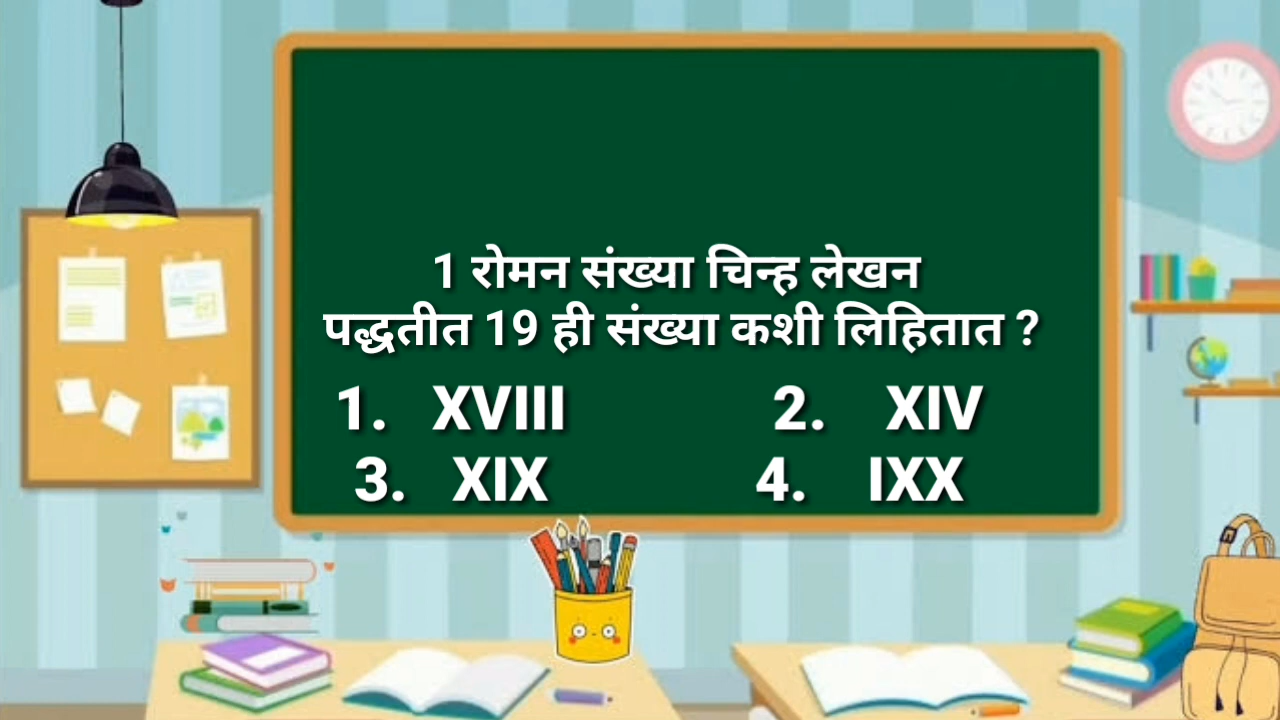 1 रोमन संख्या चिन्ह लेखन
पद्धतीत 19 ही संख्या कशी लिहितात ?
1. XVIII 2. XIV
3. XIX 4. IXX